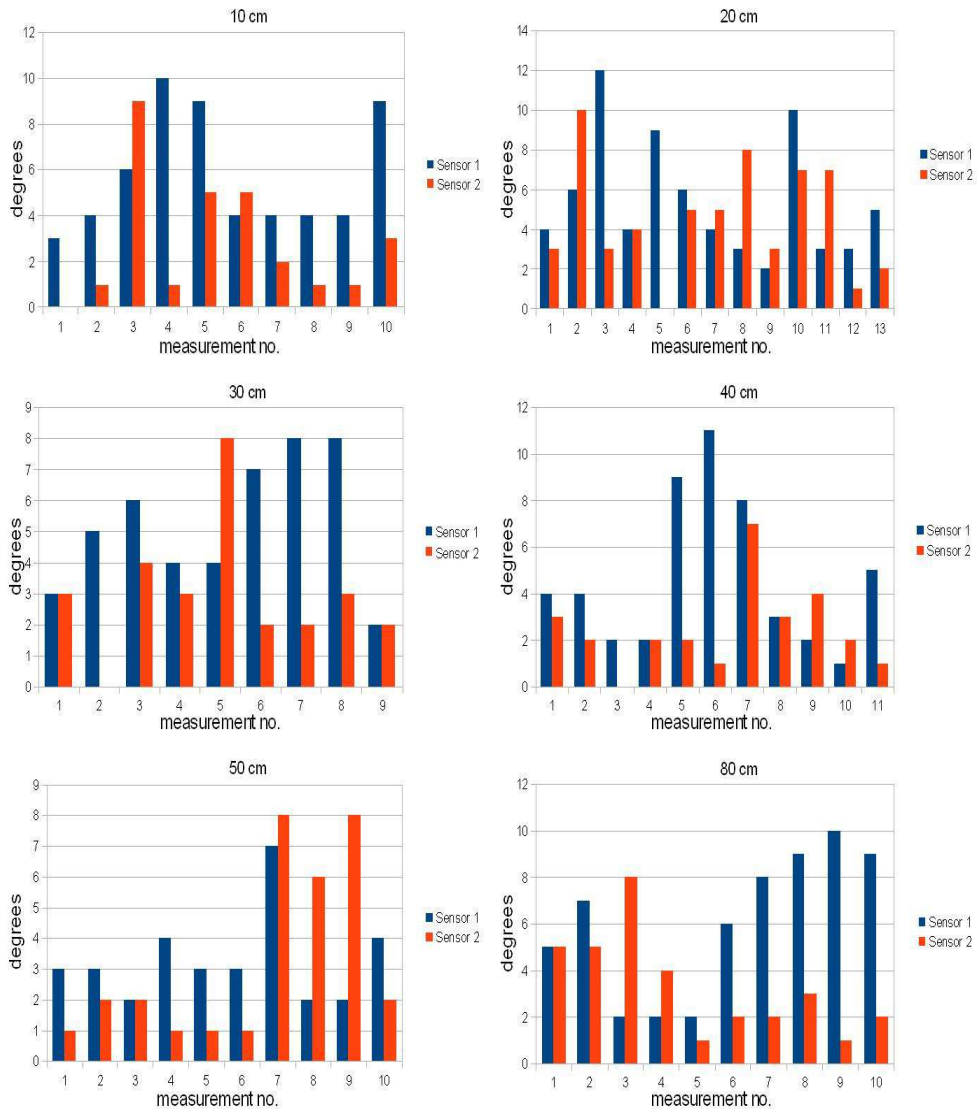 10 cm
12
10
8
6
4
2
0
degrees
1 2 3 4 5 6 7 8 9 10
measurement no.
Sensor 1
Sensor 2
20 cm
14
12
10
8
6
4
2
0
degrees
1 2 3 4 5 6 7 8 9 10 11 12 13
measurement no.
Sensor 1
Sensor 2
30 cm
9
8
7
6
5
4
3
2
1
0
degrees
1 2 3 4 5 6 7 8 9
measurement no.
Sensor 1
Sensor 2
40 cm
12
10
8
6
4
2
0
degrees
1 2 3 4 5 6 7 8 9 10 11
measurement no.
Sensor 1
Sensor 2
50 cm
9
8
7
6
5
4
3
2
1
0
degrees
1 2 3 4 5 6 7 8 9 10
measurement no.
Sensor 1
Sensor 2
80 cm
12
10
8
6
4
2
0
degrees
1 2 3 4 5 6 7 8 9 10
measurement no.
Sensor 1
Sensor 2